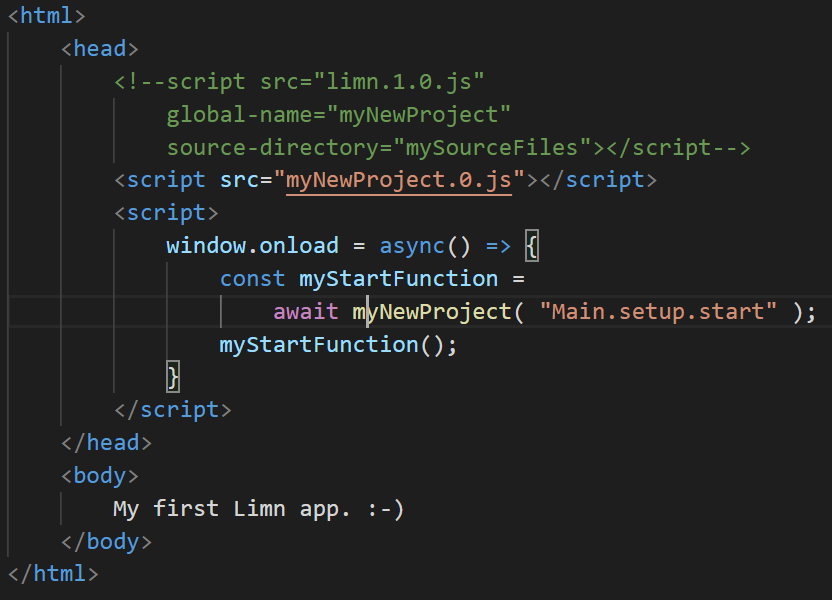 <html>
<head>
<!--script src="limn.1.0.js"
global-name="myNewProject"
source-directory="mySourceFiles"></script-->
<script src="myNewProject.0.js"></script>
<script>
window.onload = async() => {
const myStartFunction =
await myNewProject( "Main.setup.start" );
myStartFunction();
}
</script>
</head>
<body>
My first Limn app. :-)
</body>
</html>